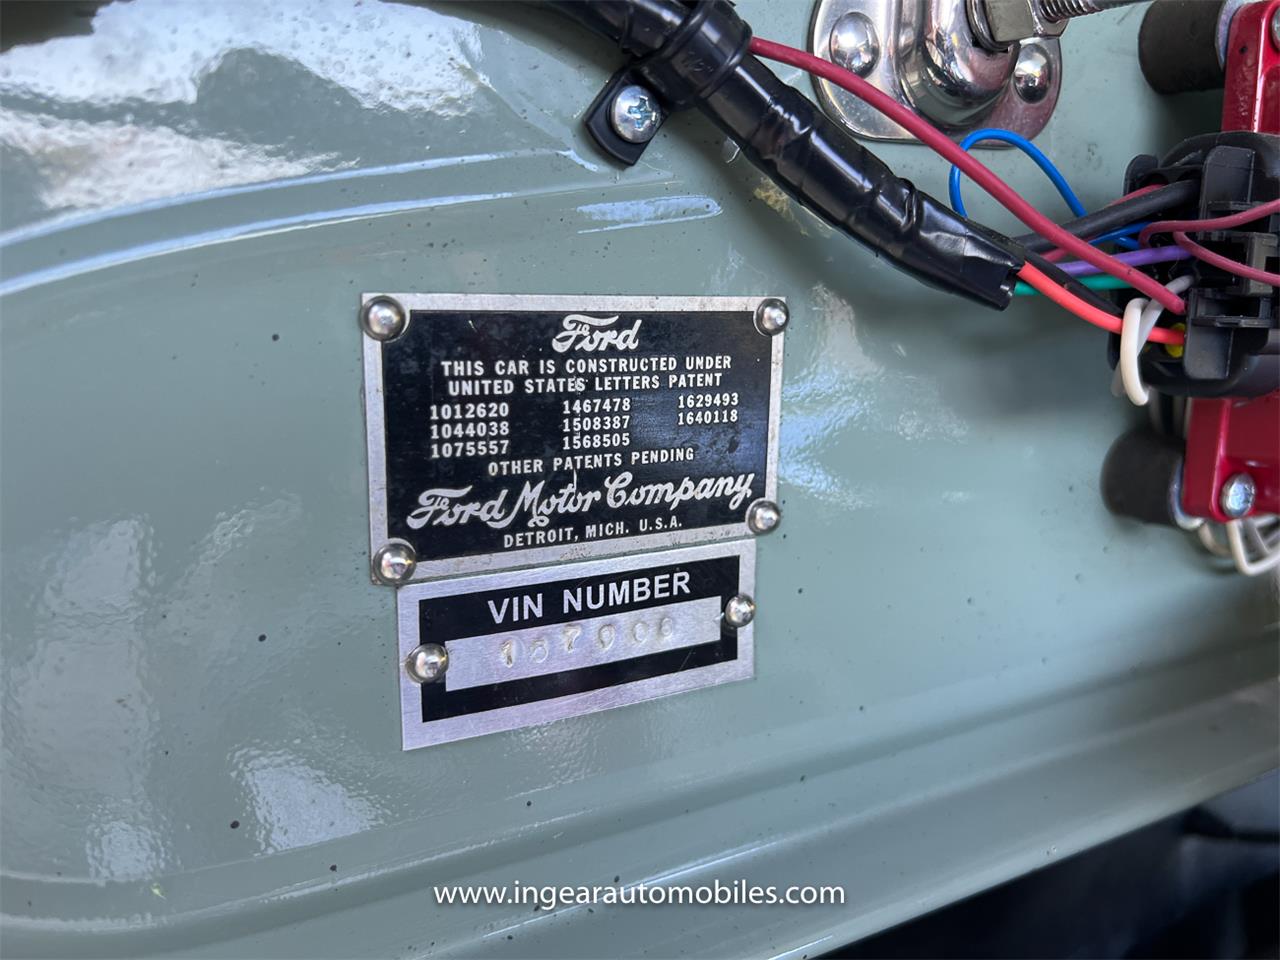 Ford
THIS CAR IS CONSTRUCTED UNDER
UNITED STATES LETTERS PATENT
1012620 1467478 1629493
1044038 1508387 1640118
1075557 1568505
OTHER PATENTS PENDING
Ford Motor Company
DETROIT, MICH. U.S.A.
VIN NUMBER
www.ingearautomobiles.com